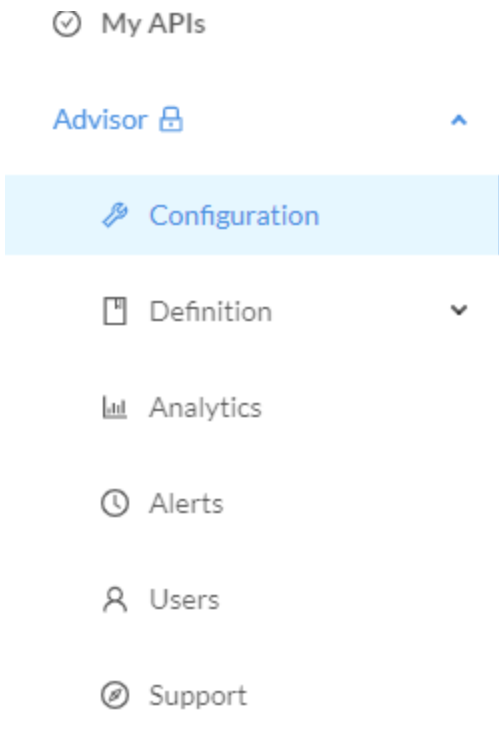 My APIs
Advisor
Configuration
Definition
Analytics
Alerts
Users
Support